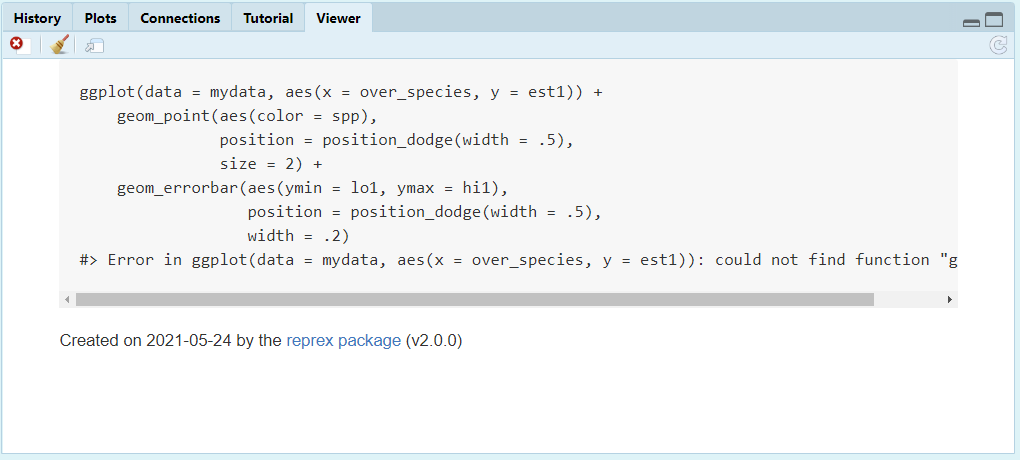 History Plots Connections Tutorial Viewer
ggplot(data = mydata, aes(x = over_species, y = est1)) +
    geom_point(aes(color = spp),
               position = position_dodge(width = .5),
               size = 2) +
    geom_errorbar(aes(ymin = lo1, ymax = hi1),
                  position = position_dodge(width = .5),
                  width = .2)
#> Error in ggplot(data = mydata, aes(x = over_species, y = est1)): could not find function "g
Created on 2021-05-24 by the reprex package (v2.0.0)